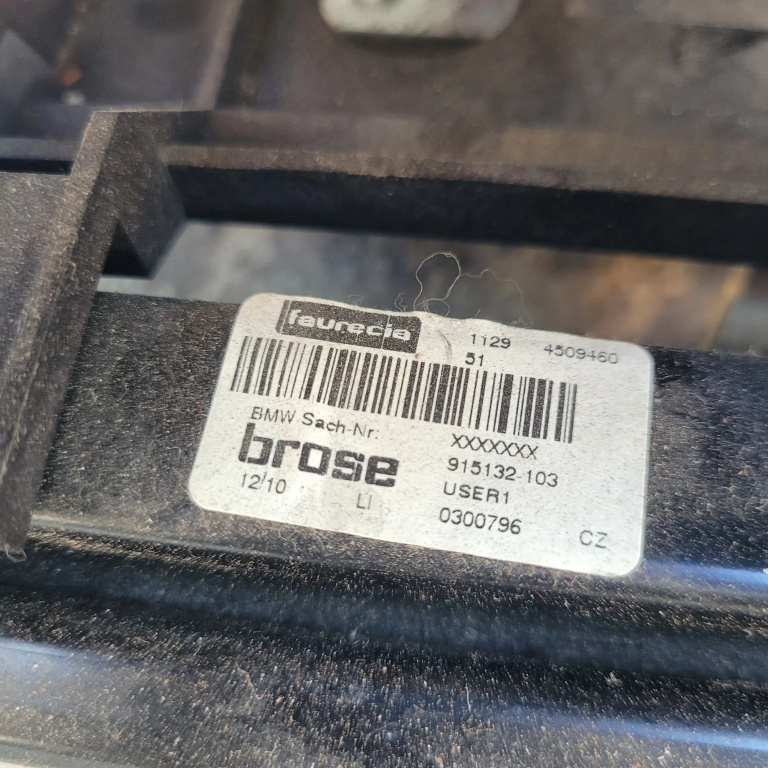 faurecia
1129 4509460
51
BMW Sach-Nr: XXXXXXX
brose 915132-103
12/10 LI USER1
0300796 CZ